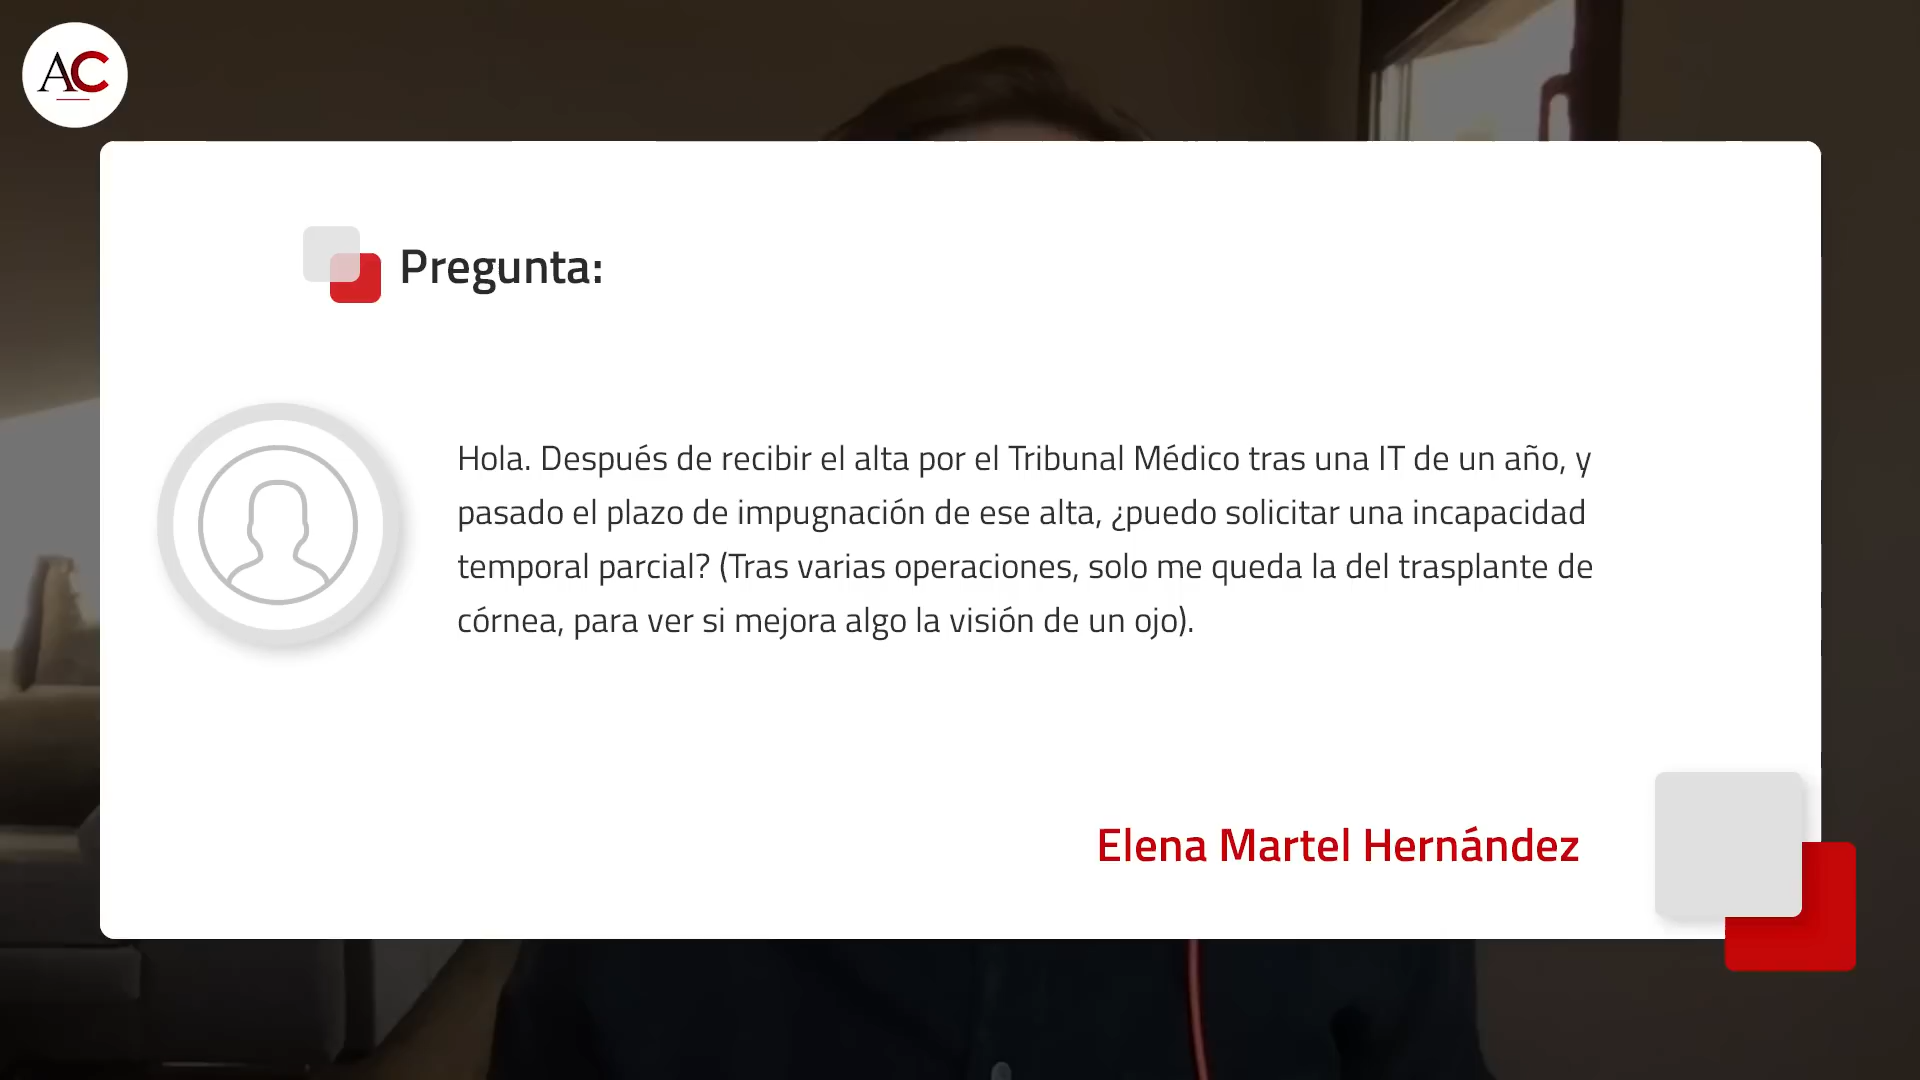 AC
Pregunta:
Hola. Después de recibir el alta por el Tribunal Médico tras una IT de un año, y
pasado el plazo de impugnación de ese alta, ¿puedo solicitar una incapacidad
temporal parcial? (Tras varias operaciones, solo me queda la del trasplante de
córnea, para ver si mejora algo la visión de un ojo).
Elena Martel Hernández